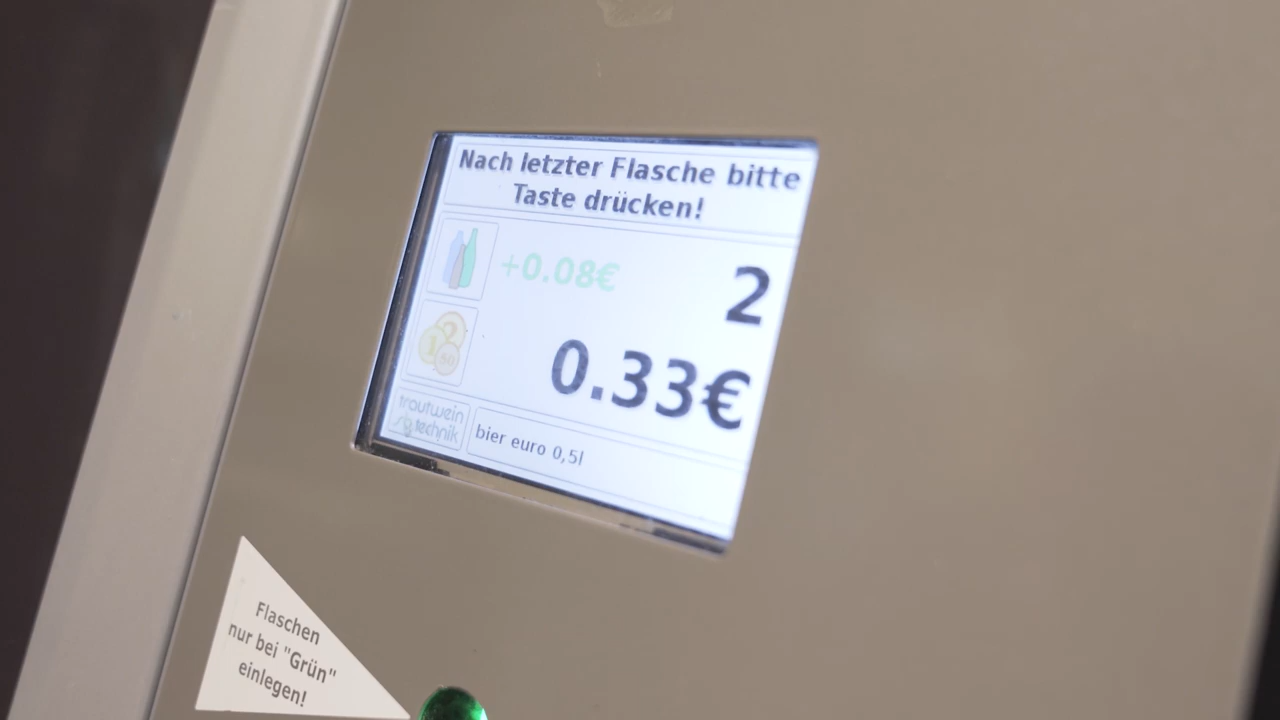 Nach letzter Flasche bitte
Taste drücken!
+0.08€
2
0.33€
trautwein
technik
bier euro 0,5l
Flaschen
nur bei "Grün"
einlegen!